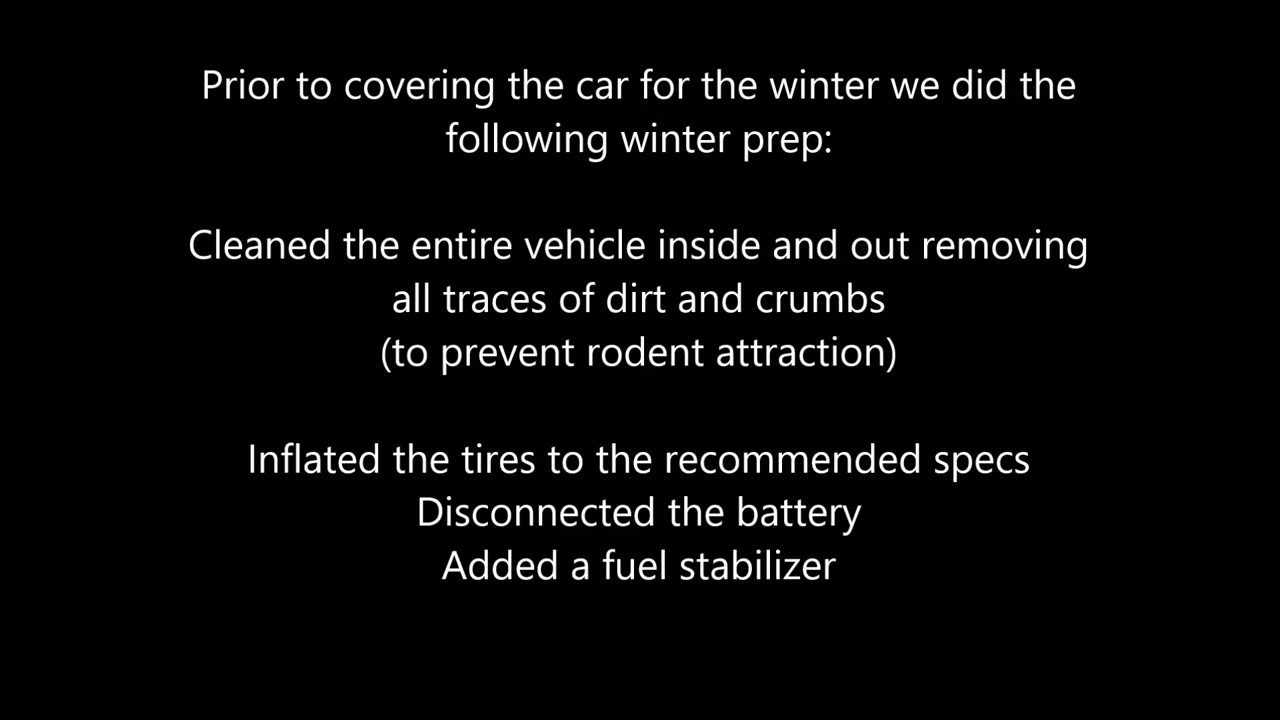 Prior to covering the car for the winter we did the
following winter prep:
Cleaned the entire vehicle inside and out removing
all traces of dirt and crumbs
(to prevent rodent attraction)
Inflated the tires to the recommended specs
Disconnected the battery
Added a fuel stabilizer